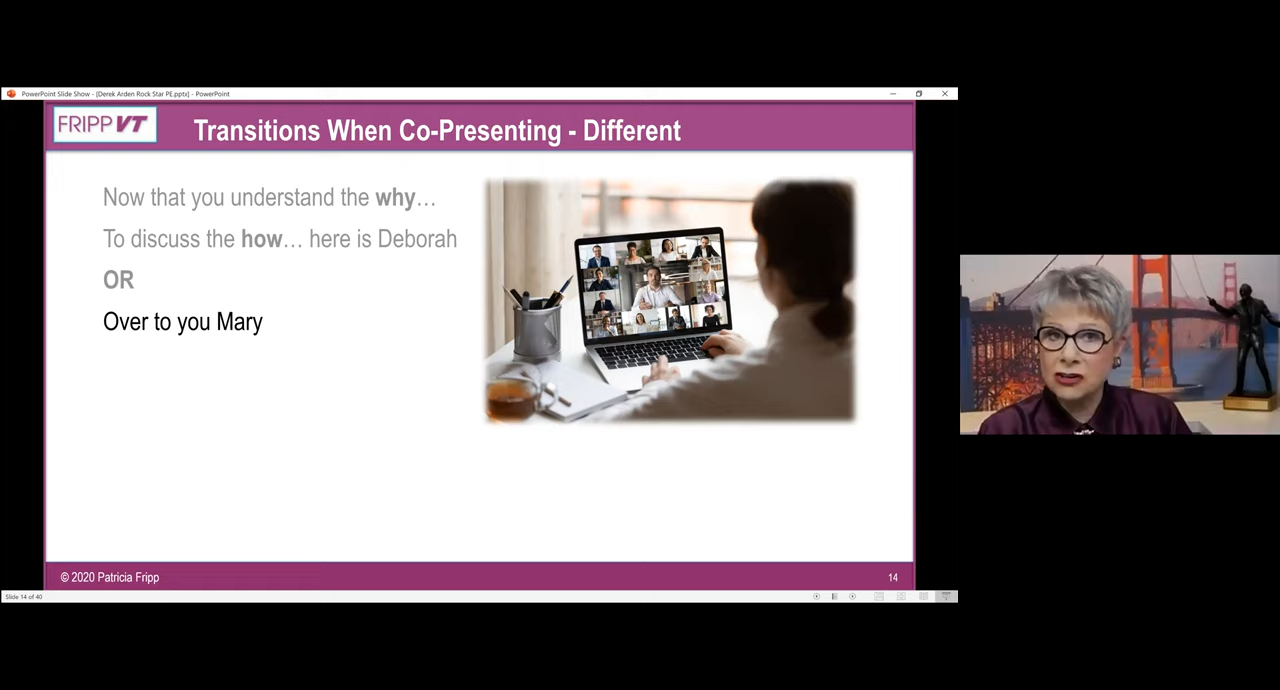 PowerPoint Slide Show - [Derek Arden Rock Star PE.pptx] - PowerPoint
FRIPP VT
Transitions When Co-Presenting - Different
Now that you understand the why…
To discuss the how… here is Deborah
OR
Over to you Mary
© 2020 Patricia Fripp
14
Slide 14 of 40